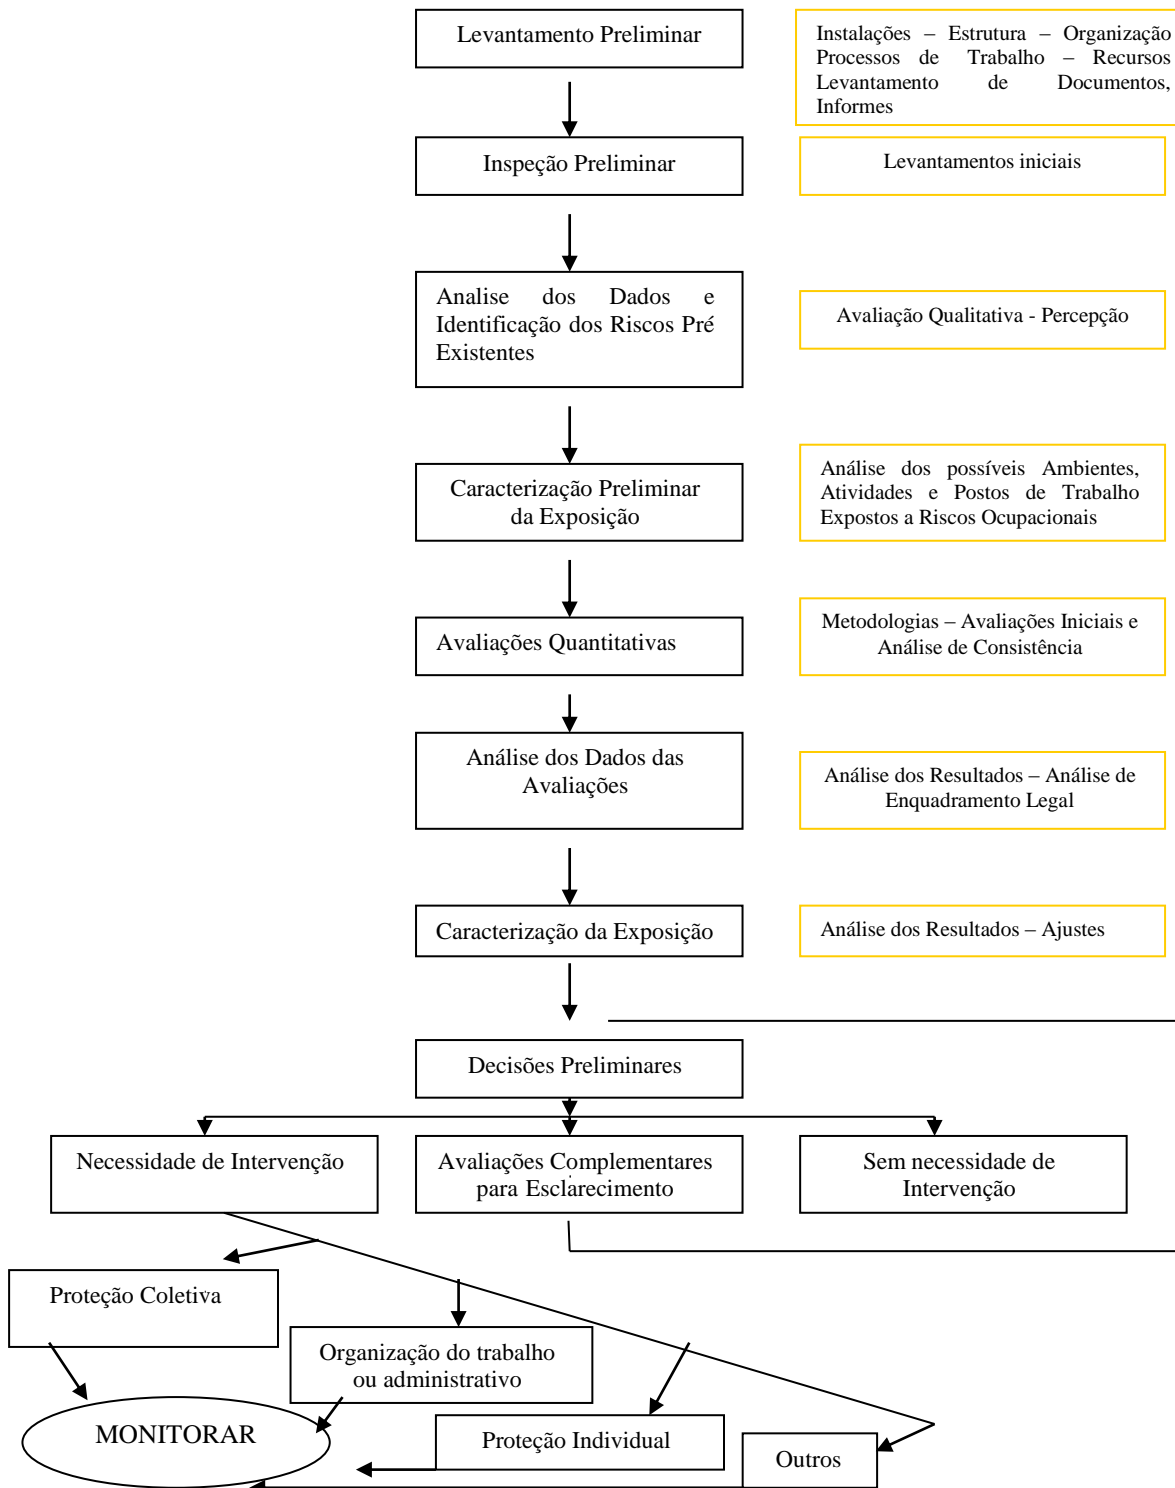 Levantamento Preliminar
Instalações – Estrutura – Organização
Processos de Trabalho – Recursos
Levantamento de Documentos,
Informes
Inspeção Preliminar
Levantamentos iniciais
Analise dos Dados e
Identificação dos Riscos Pré
Existentes
Avaliação Qualitativa - Percepção
Caracterização Preliminar
da Exposição
Análise dos possíveis Ambientes,
Atividades e Postos de Trabalho
Expostos a Riscos Ocupacionais
Avaliações Quantitativas
Metodologias – Avaliações Iniciais e
Análise de Consistência
Análise dos Dados das
Avaliações
Análise dos Resultados – Análise de
Enquadramento Legal
Caracterização da Exposição
Análise dos Resultados – Ajustes
Decisões Preliminares
Necessidade de Intervenção
Avaliações Complementares
para Esclarecimento
Sem necessidade de
Intervenção
Proteção Coletiva
Organização do trabalho
ou administrativo
MONITORAR
Proteção Individual
Outros